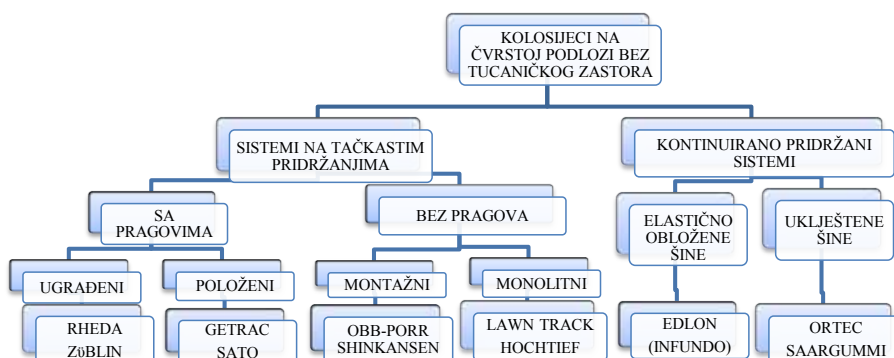 KOLOSIJECI NA
ČVRSTOJ PODLOZI BEZ
TUCANIČKOG ZASTORA
SISTEMI NA TAČKASTIM
PRIDRŽANJIMA
KONTINUIRANO PRIDRŽANI
SISTEMI
SA
PRAGOVIMA
BEZ PRAGOVA
ELASTIČNO
OBLOŽENE
ŠINE
UKLJEŠTENE
ŠINE
UGRAĐENI
POLOŽENI
MONTAŽNI
MONOLITNI
RHEDA
ZüBLIN
GETRAC
SATO
OBB-PORR
SHINKANSEN
LAWN TRACK
HOCHTIEF
EDLON
(INFUNDO)
ORTEC
SAARGUMMI